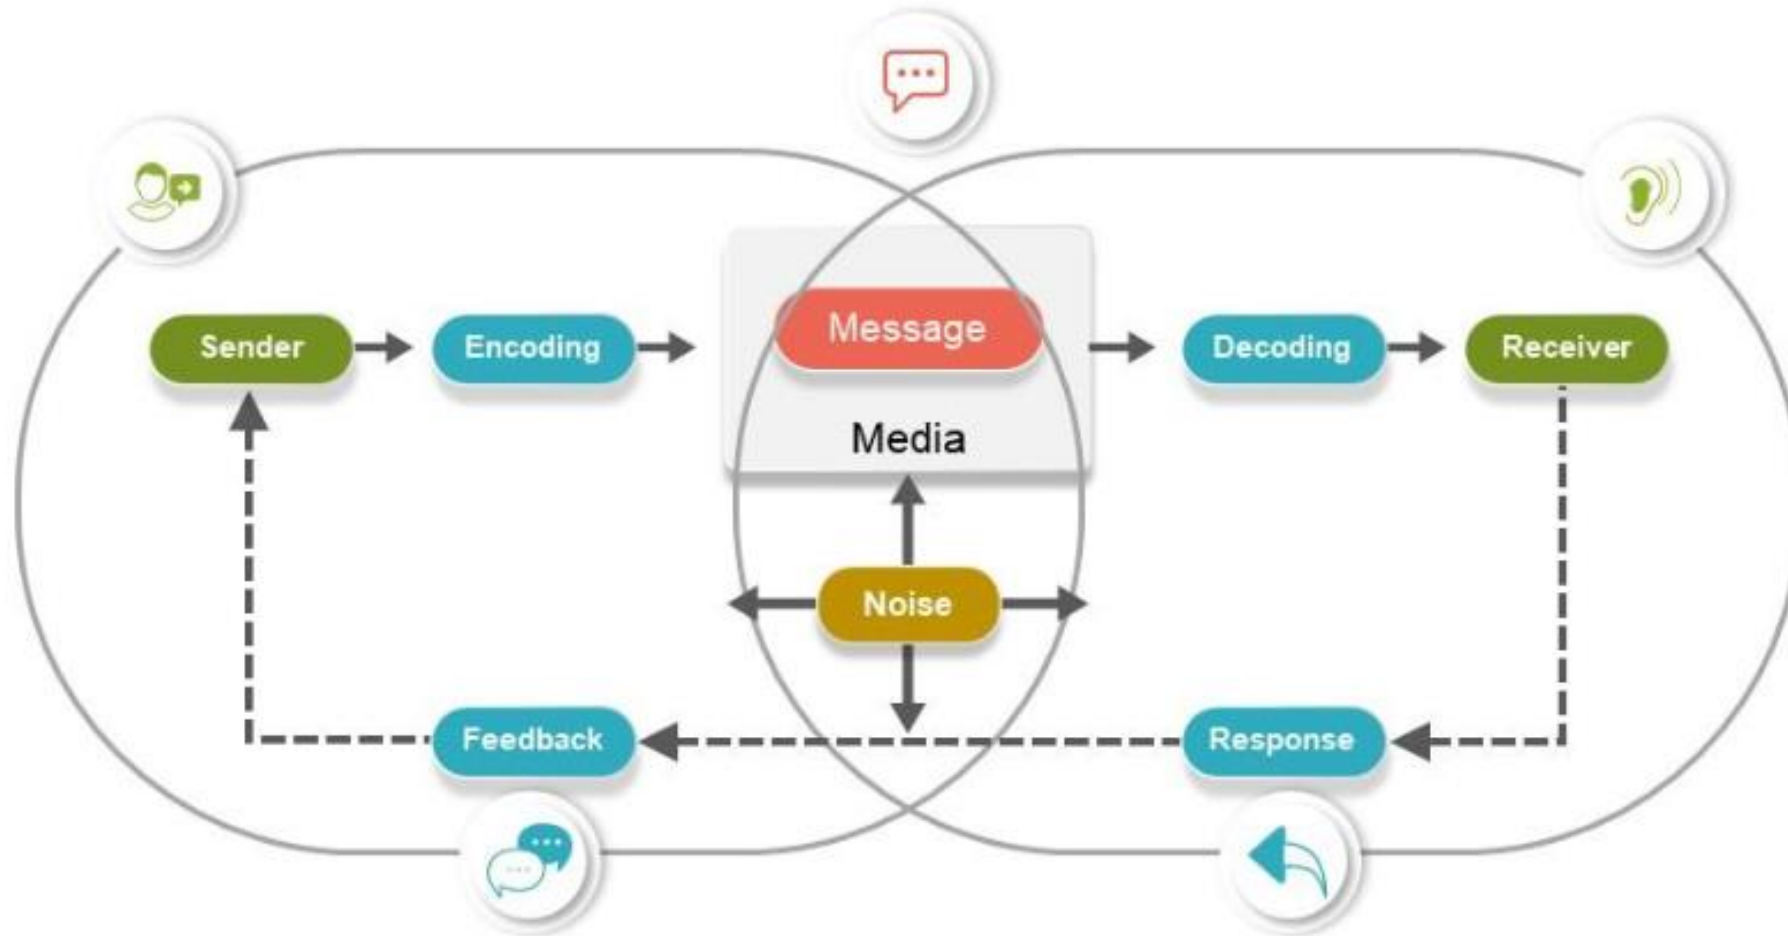 Sender
Encoding
Message
Media
Decoding
Receiver
Noise
Feedback
Response